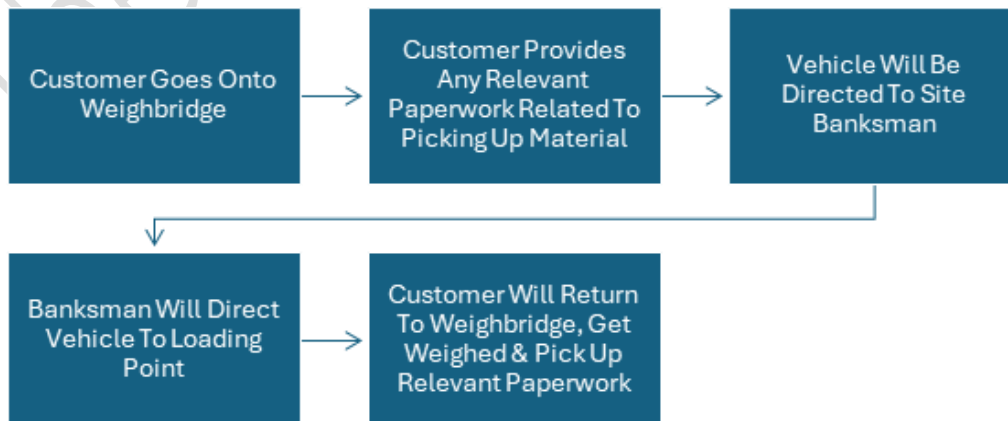 Customer Goes Onto
Weighbridge
Customer Provides
Any Relevant
Paperwork Related To
Picking Up Material
Vehicle Will Be
Directed To Site
Banksman
Banksman Will Direct
Vehicle To Loading
Point
Customer Will Return
To Weighbridge, Get
Weighed & Pick Up
Relevant Paperwork